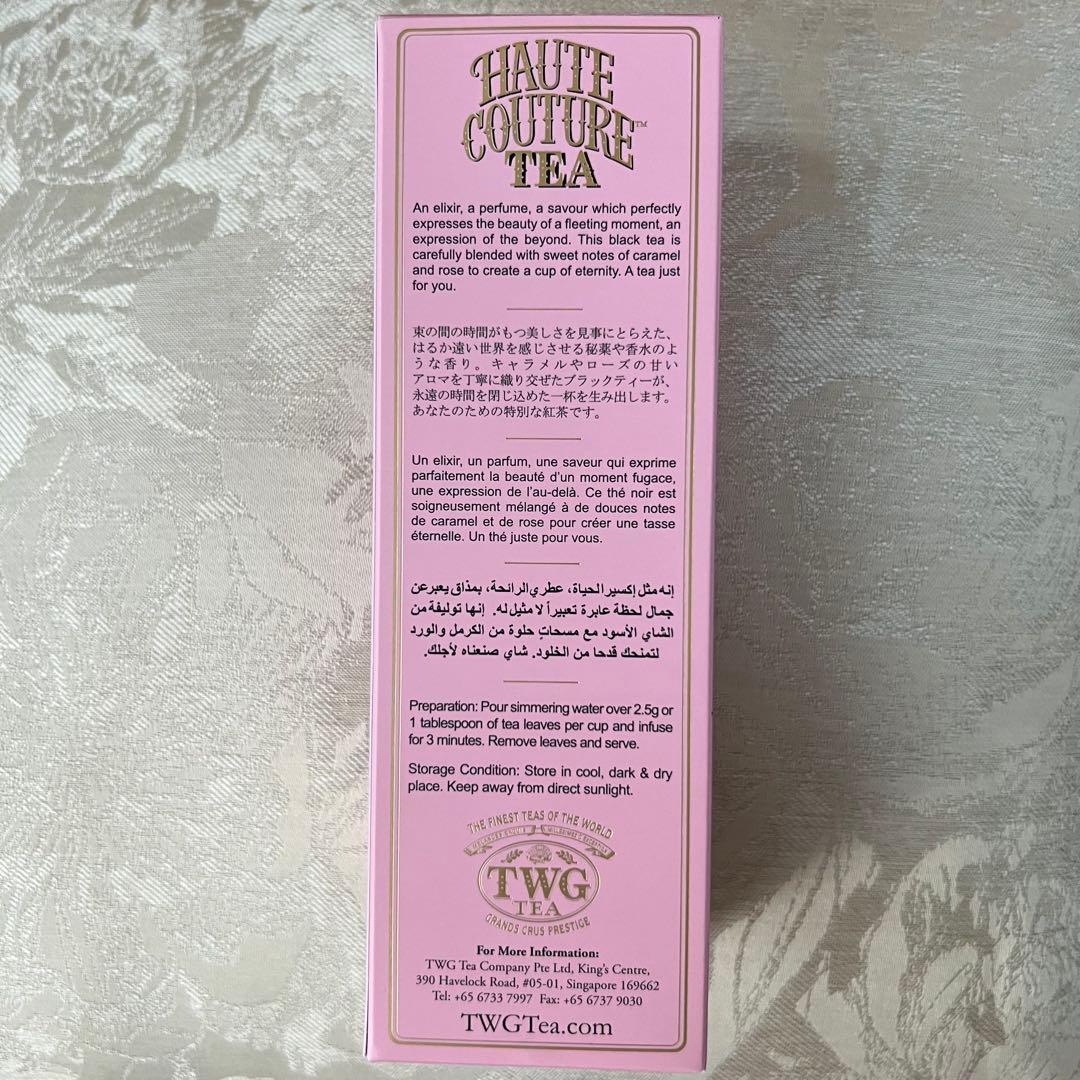 HAUTE
COUTURE™
TEA
An elixir, a perfume, a savour which perfectly
expresses the beauty of a fleeting moment, an
expression of the beyond. This black tea is
carefully blended with sweet notes of caramel
and rose to create a cup of eternity. A tea just
for you.
束の間の時間がもつ美しさを見事にとらえた、
はるか遠い世界を感じさせる秘薬や香水のよ
うな香り。キャラメルやローズの甘い
アロマを丁寧に織り交ぜたブラックティーが、
永遠の時間を閉じ込めた一杯を生み出します。
あなたのための特別な紅茶です。
Un elixir, un parfum, une saveur qui exprime
parfaitement la beauté d'un moment fugace,
une expression de l'au-delà. Ce thé noir est
soigneusement mélangé à de douces notes
de caramel et de rose pour créer une tasse
éternelle. Un thé juste pour vous.
إنه مثل إكسير الحياة، عطري الرائحة، بمذاق يعبرعن
جمال لحظة عابرة تعبيراً لا مثيل له. إنها توليفة من
الشاي الأسود مع مسحاتٍ حلوة من الكرمل والورد
لتمنحك قدحا من الخلود. شاي صنعناه لأجلك.
Preparation: Pour simmering water over 2.5g or
1 tablespoon of tea leaves per cup and infuse
for 3 minutes. Remove leaves and serve.
Storage Condition: Store in cool, dark & dry
place. Keep away from direct sunlight.
THE FINEST TEAS OF THE WORLD
TWG
TEA
GRANDS CRUS PRESTIGE
For More Information:
TWG Tea Company Pte Ltd, King's Centre,
390 Havelock Road, #05-01, Singapore 169662
Tel: +65 6733 7997 Fax: +65 6737 9030
TWGTea.com